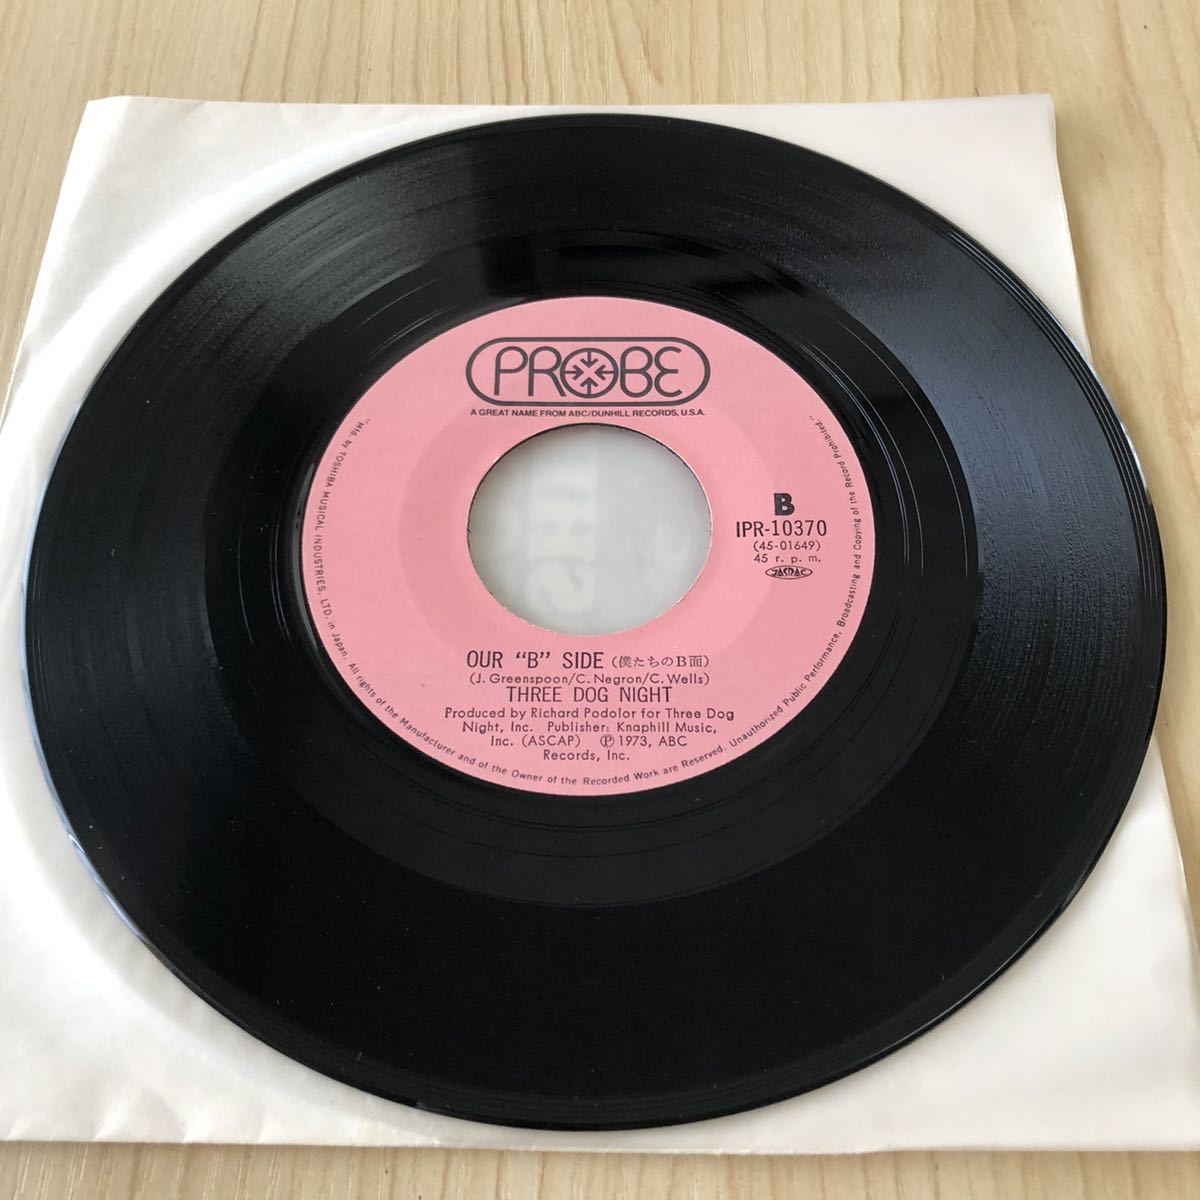 PROBE
A GREAT NAME FROM ABC/DUNHILL RECORDS, U.S.A.
B
IPR-10370
(45-01649)
45 r. p. m.
JASRAC
OUR “B” SIDE (僕たちのB面)
(J. Greenspoon/C. Negron/C. Wells)
THREE DOG NIGHT
Produced by Richard Podolor for Three Dog
Night, Inc. Publisher: Knaphill Music,
Inc. (ASCAP) Ⓟ 1973, ABC
Records, Inc.
"Mfd. by TOSHIBA MUSICAL INDUSTRIES, LTD. in Japan. All rights of the Manufacturer and of the Owner of the Recorded Work are Reserved. Unauthorized Public Performance, Broadcasting and Copying of the Record Prohibited."